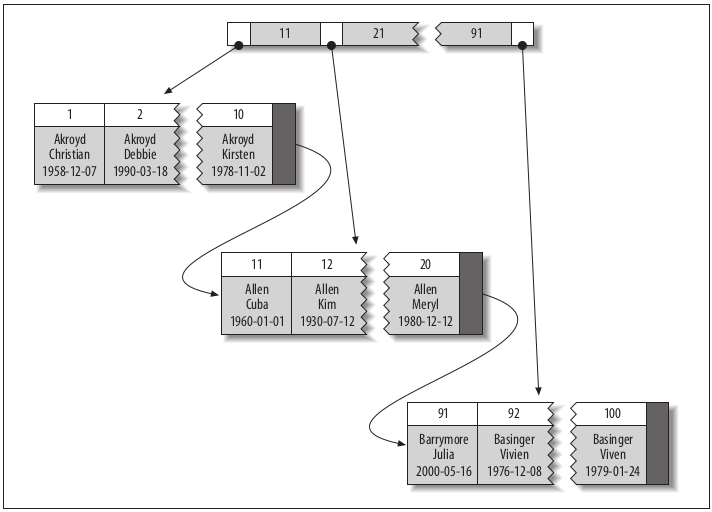 11 21 91
1 2 10
Akroyd Akroyd Akroyd
Christian Debbie Kirsten
1958-12-07 1990-03-18 1978-11-02
11 12 20
Allen Allen Allen
Cuba Kim Meryl
1960-01-01 1930-07-12 1980-12-12
91 92 100
Barrymore Basinger Basinger
Julia Vivien Viven
2000-05-16 1976-12-08 1979-01-24